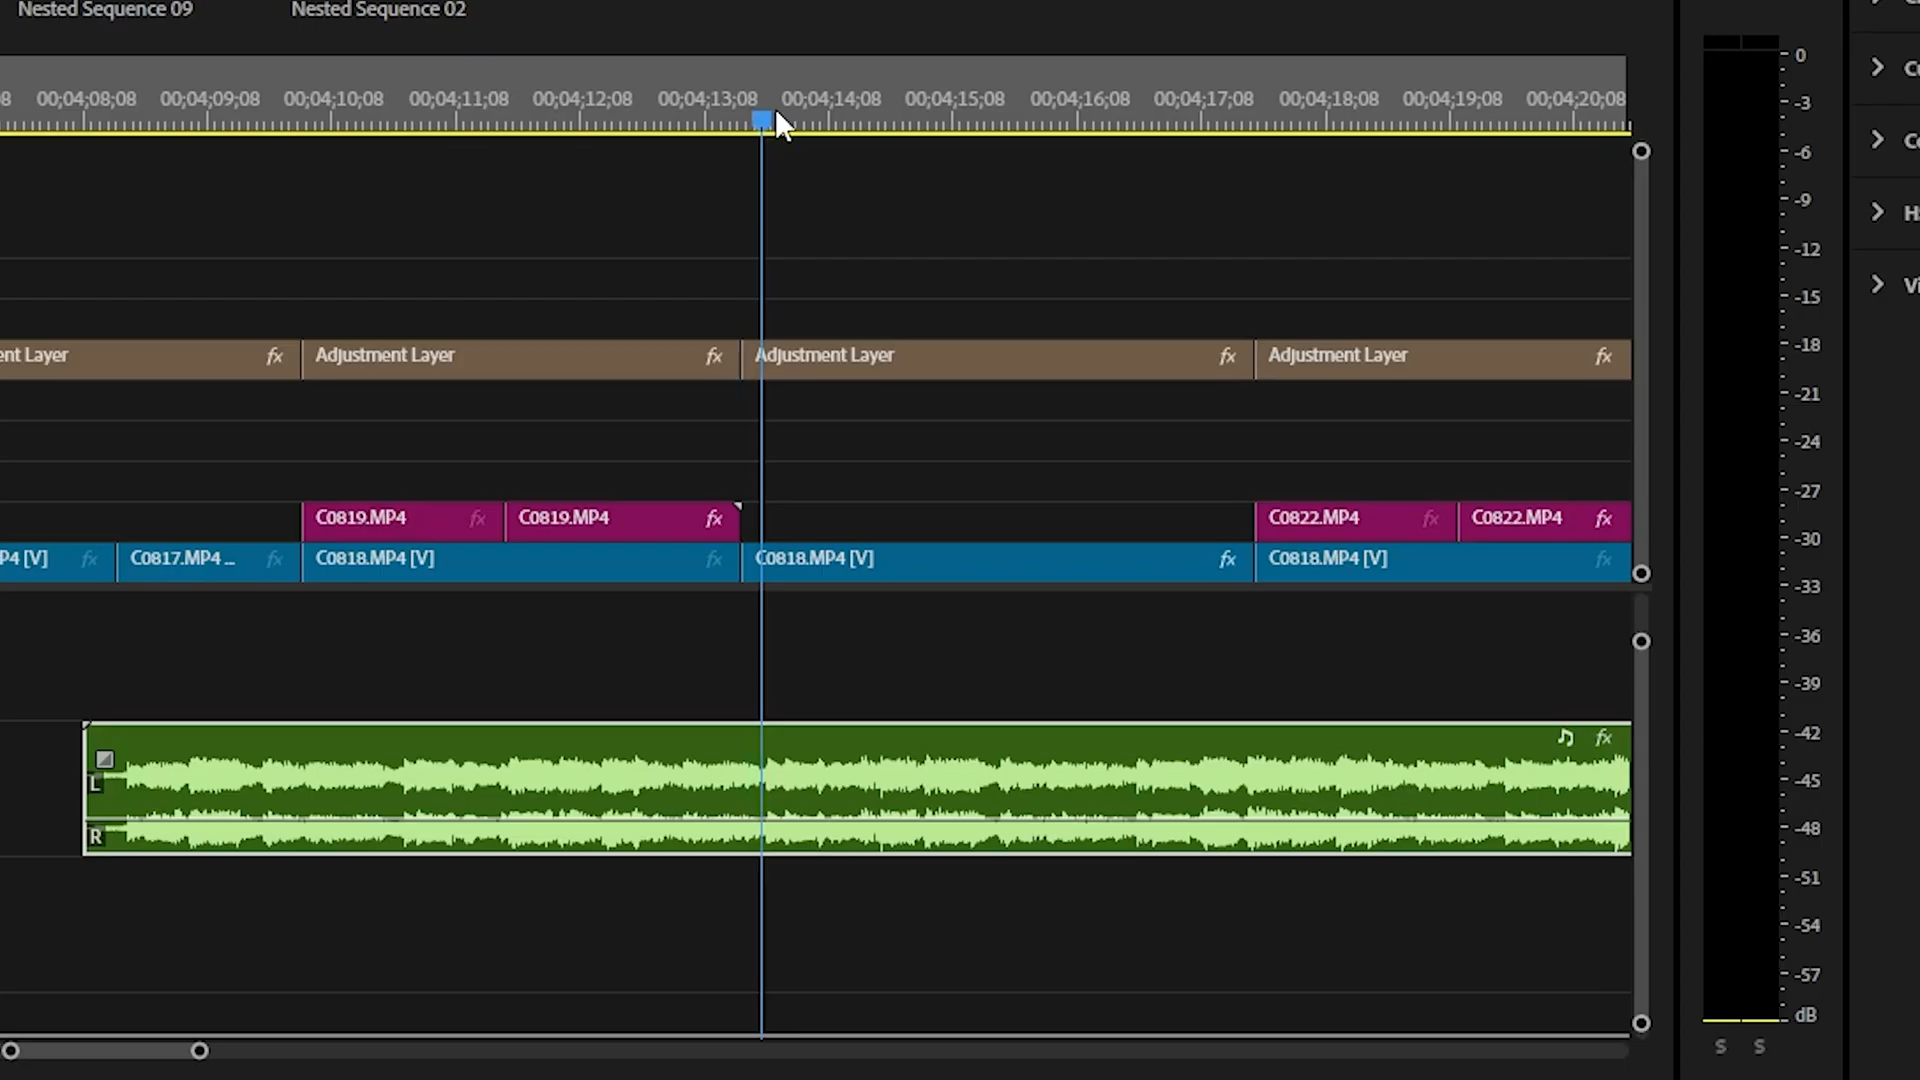 Nested Sequence 09 Nested Sequence 02
8 00;04;08;08 00;04;09;08 00;04;10;08 00;04;11;08 00;04;12;08 00;04;13;08 00;04;14;08 00;04;15;08 00;04;16;08 00;04;17;08 00;04;18;08 00;04;19;08 00;04;20;08
ent Layer fx Adjustment Layer fx Adjustment Layer fx Adjustment Layer fx
C0819.MP4 fx C0819.MP4 fx C0822.MP4 fx C0822.MP4 fx
P4 [V] fx C0817.MP4 ... fx C0818.MP4 [V] fx C0818.MP4 [V] fx C0818.MP4 [V] fx
fx
L
R
0
-3
-6
-9
-12
-15
-18
-21
-24
-27
-30
-33
-36
-39
-42
-45
-48
-51
-54
-57
dB
S S
Cu
Co
HS
Vi